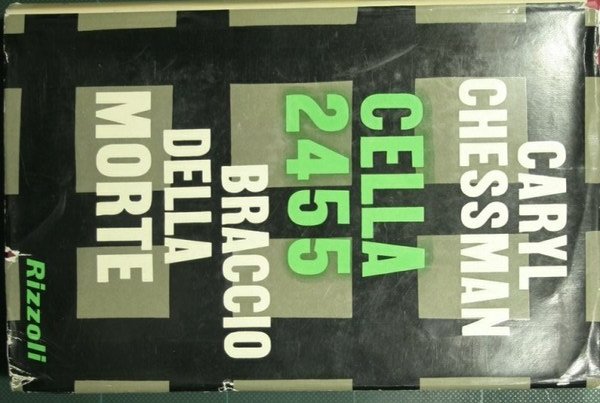 CARYL
CHESSMAN
CELLA
2455
BRACCIO
DELLA
MORTE
Rizzoli